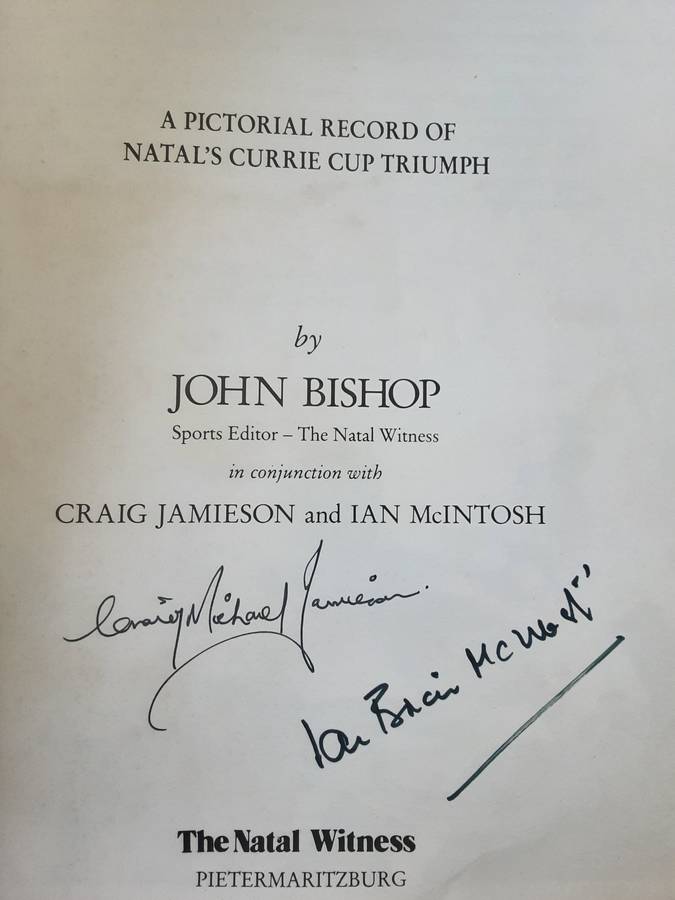 A PICTORIAL RECORD OF
NATAL'S CURRIE CUP TRIUMPH
by
JOHN BISHOP
Sports Editor – The Natal Witness
in conjunction with
CRAIG JAMIESON and IAN McINTOSH
Craig Michael Jamieson.
Ian Brian
The Natal Witness
PIETERMARITZBURG